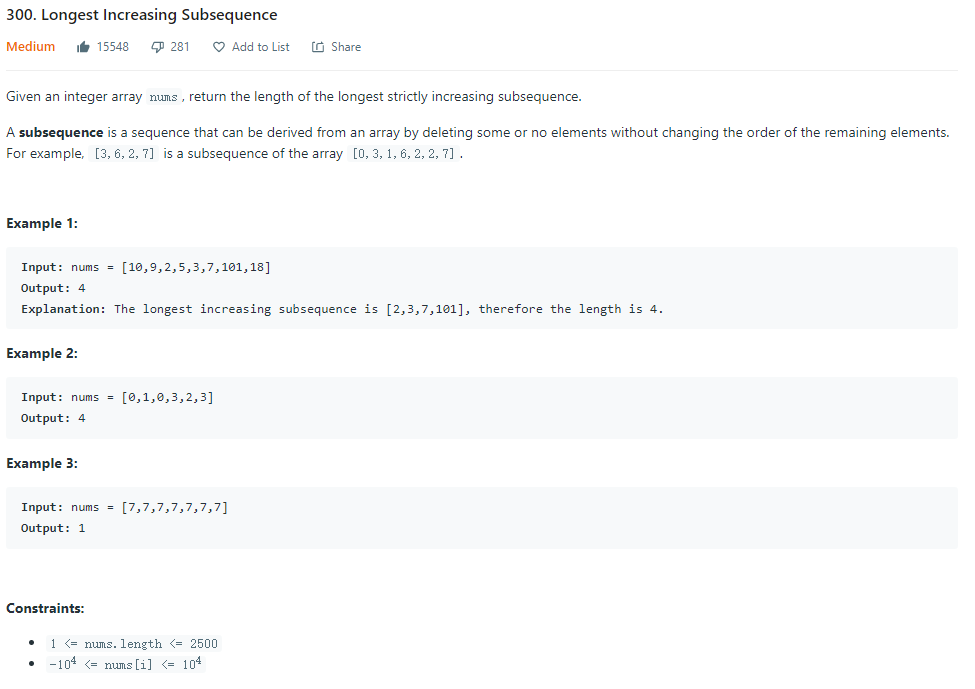 300. Longest Increasing Subsequence
Medium 15548 281 Add to List Share
Given an integer array nums , return the length of the longest strictly increasing subsequence.
A subsequence is a sequence that can be derived from an array by deleting some or no elements without changing the order of the remaining elements.
For example, [3, 6, 2, 7] is a subsequence of the array [0, 3, 1, 6, 2, 2, 7] .
Example 1:
Input: nums = [10,9,2,5,3,7,101,18]
Output: 4
Explanation: The longest increasing subsequence is [2,3,7,101], therefore the length is 4.
Example 2:
Input: nums = [0,1,0,3,2,3]
Output: 4
Example 3:
Input: nums = [7,7,7,7,7,7,7]
Output: 1
Constraints:
• 1 <= nums.length <= 2500
• -10⁴ <= nums[i] <= 10⁴